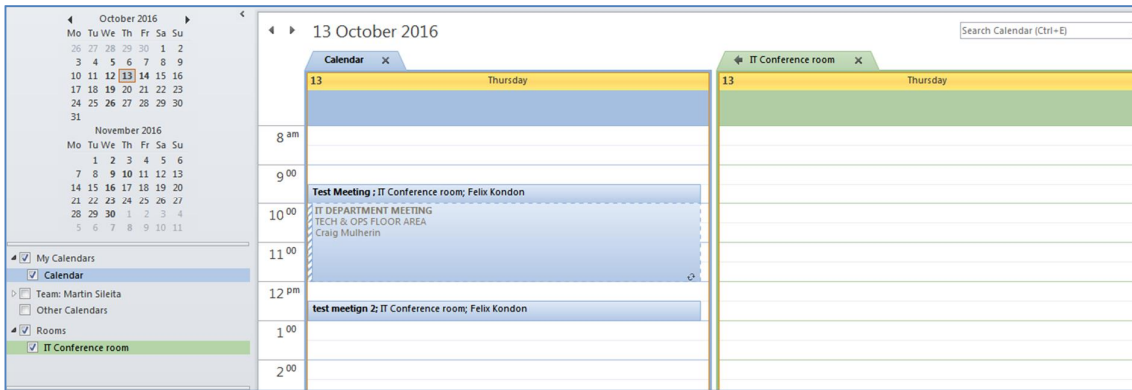 October 2016
Mo Tu We Th Fr Sa Su
26 27 28 29 30 1 2
3 4 5 6 7 8 9
10 11 12 13 14 15 16
17 18 19 20 21 22 23
24 25 26 27 28 29 30
31
November 2016
Mo Tu We Th Fr Sa Su
1 2 3 4 5 6
7 8 9 10 11 12 13
14 15 16 17 18 19 20
21 22 23 24 25 26 27
28 29 30 1 2 3 4
5 6 7 8 9 10 11
My Calendars
Calendar
Team: Martin Sileita
Other Calendars
Rooms
IT Conference room
13 October 2016
Search Calendar (Ctrl+E)
Calendar
IT Conference room
13 Thursday
13 Thursday
8 am
9 00
Test Meeting ; IT Conference room; Felix Kondon
10 00
IT DEPARTMENT MEETING
TECH & OPS FLOOR AREA
Craig Mulherin
11 00
12 pm
test meetign 2; IT Conference room; Felix Kondon
1 00
2 00